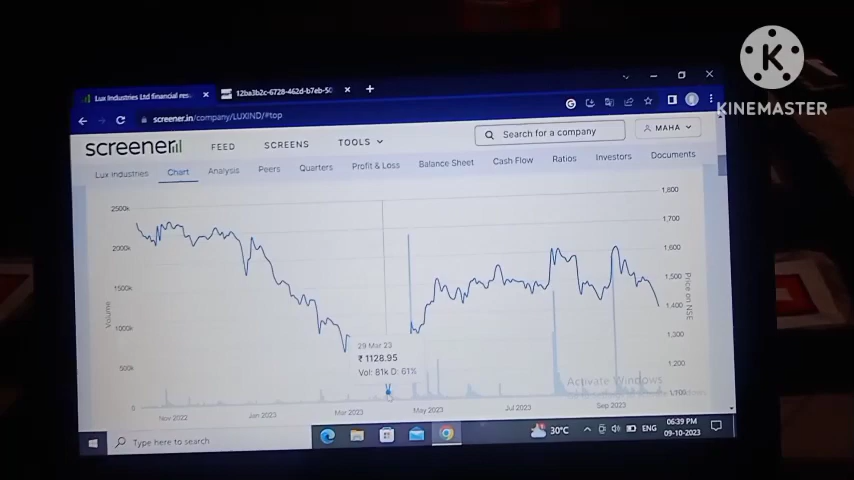 K
KINEMASTER
Lux Industries Ltd financial res
12ba3b2c-6728-462d-b7eb-50
screener.in/company/LUXIND/#top
screener
FEED
SCREENS
TOOLS
Search for a company
MAHA
Lux Industries
Chart
Analysis
Peers
Quarters
Profit & Loss
Balance Sheet
Cash Flow
Ratios
Investors
Documents
2500k
2000k
1500k
1000k
500k
0
Volume
1,800
1,700
1,600
1,500
1,400
1,300
1,200
1,100
Price on NSE
29 Mar 23
₹ 1128.95
Vol: 81k D: 61%
Nov 2022
Jan 2023
Mar 2023
May 2023
Jul 2023
Sep 2023
Activate Windows
Type here to search
30°C
ENG
06:39 PM
09-10-2023